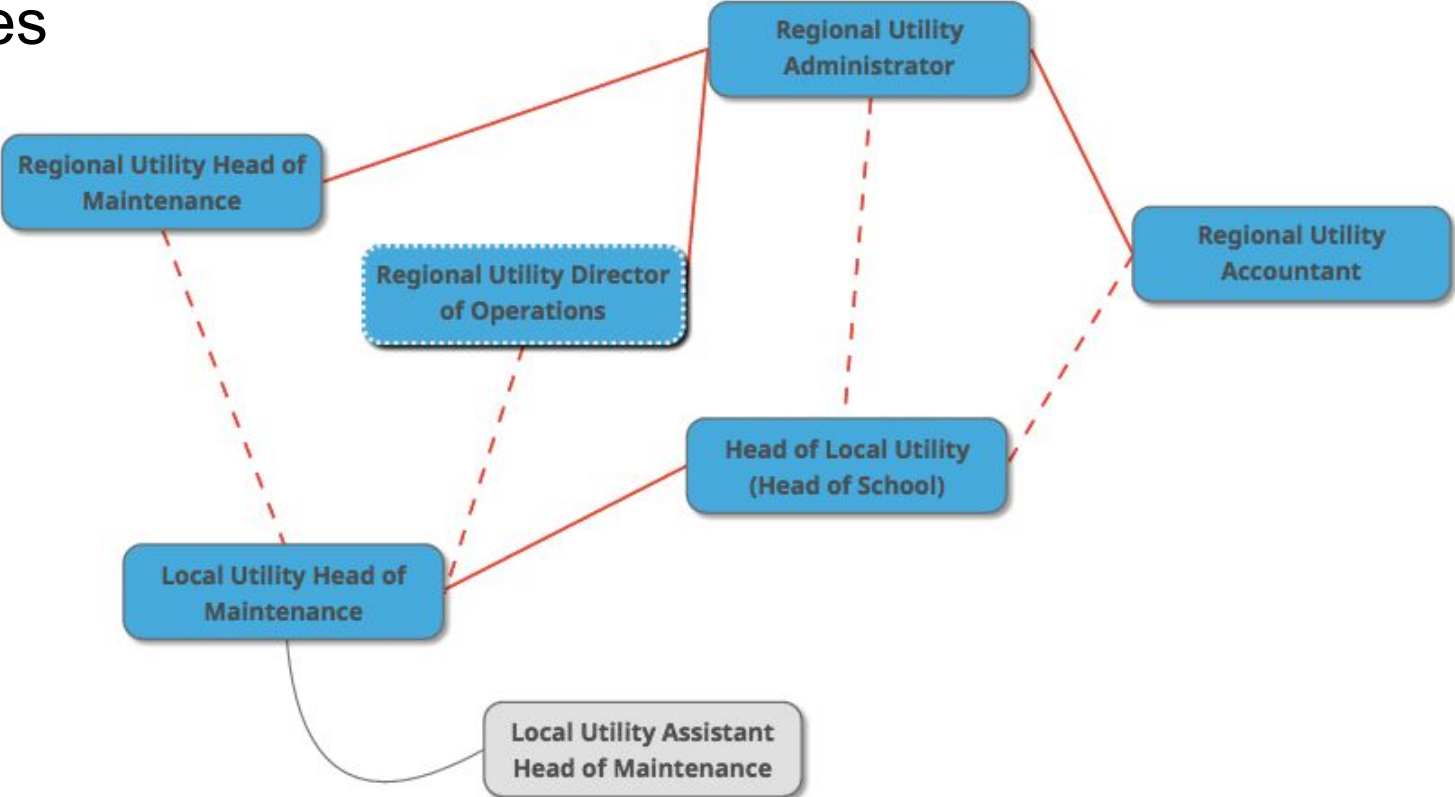 es
Regional Utility
Administrator
Regional Utility Head of
Maintenance
Regional Utility
Accountant
Regional Utility Director
of Operations
Head of Local Utility
(Head of School)
Local Utility Head of
Maintenance
Local Utility Assistant
Head of Maintenance